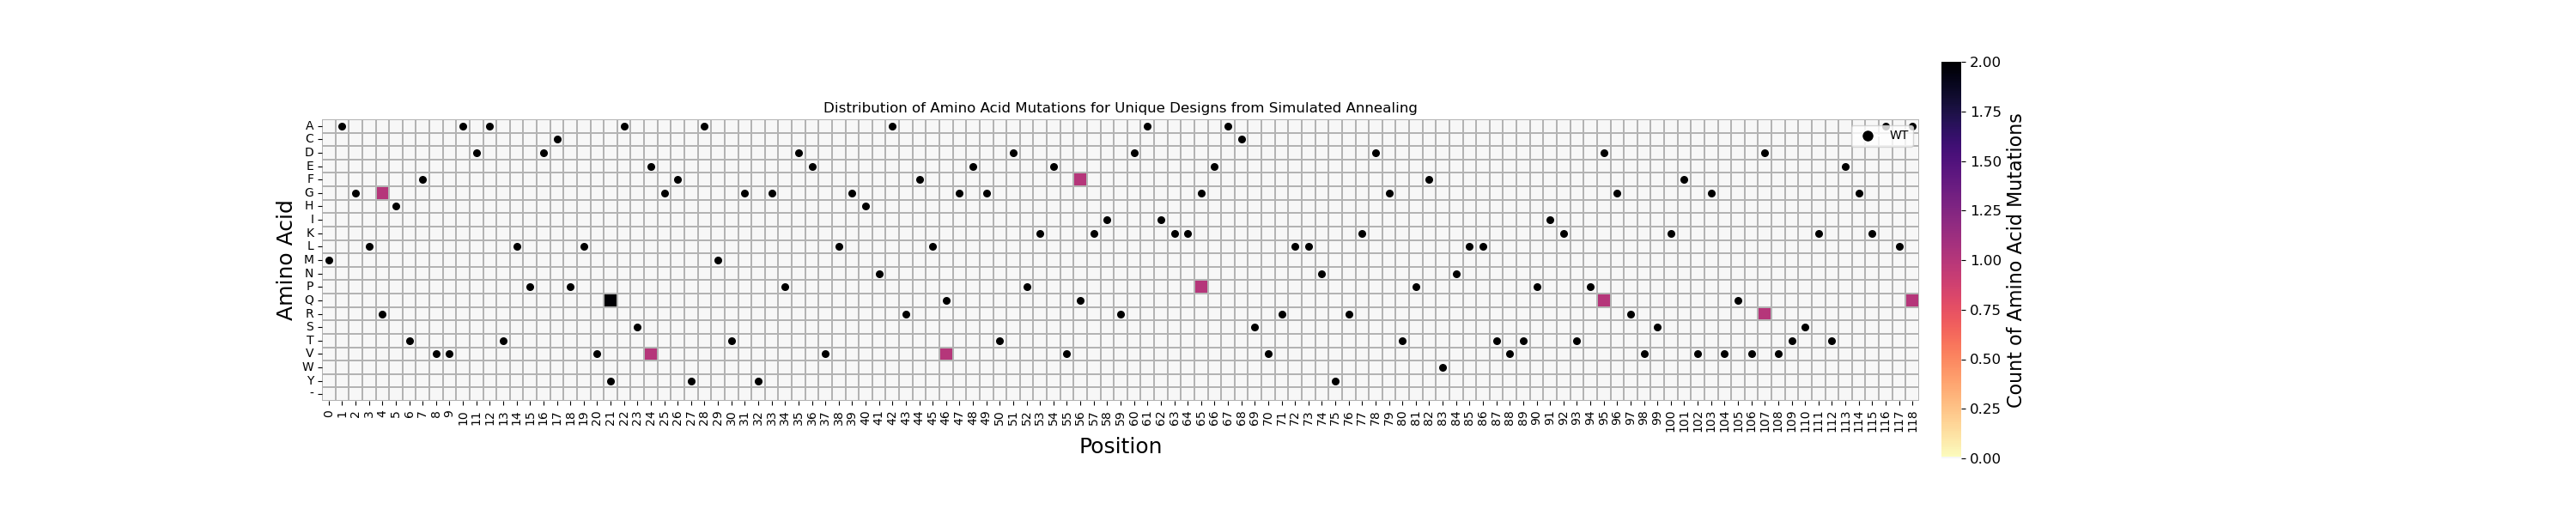 Distribution of Amino Acid Mutations for Unique Designs from Simulated Annealing
A
C
D
E
F
G
H
I
K
L
M
N
P
Q
R
S
T
V
W
Y
-
Amino Acid
WT
0 1 2 3 4 5 6 7 8 9 10 11 12 13 14 15 16 17 18 19 20 21 22 23 24 25 26 27 28 29 30 31 32 33 34 35 36 37 38 39 40 41 42 43 44 45 46 47 48 49 50 51 52 53 54 55 56 57 58 59 60 61 62 63 64 65 66 67 68 69 70 71 72 73 74 75 76 77 78 79 80 81 82 83 84 85 86 87 88 89 90 91 92 93 94 95 96 97 98 99 100 101 102 103 104 105 106 107 108 109 110 111 112 113 114 115 116 117 118
Position
2.00
1.75
1.50
1.25
1.00
0.75
0.50
0.25
0.00
Count of Amino Acid Mutations